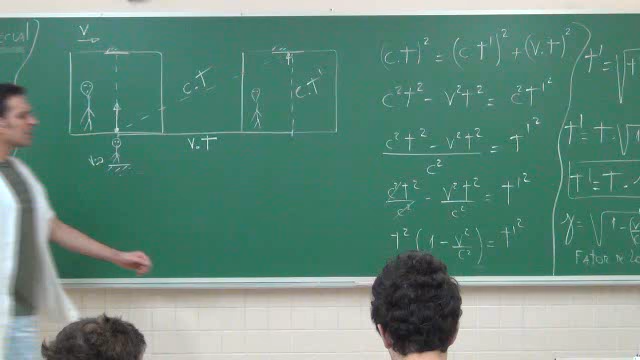 V
c.T
c.T'
V.T
V=0
(c.T)² = (c T')² + (V.T)²
c²T² - V²T² = c²T'²
c²T² - V²T² / c² = T'²
c²T²/c² - V²T²/c² = T'²
T²(1 - V²/c²) = T'²
T' = √
T' = T.√
T' = T.
γ = √1 -
FATOR